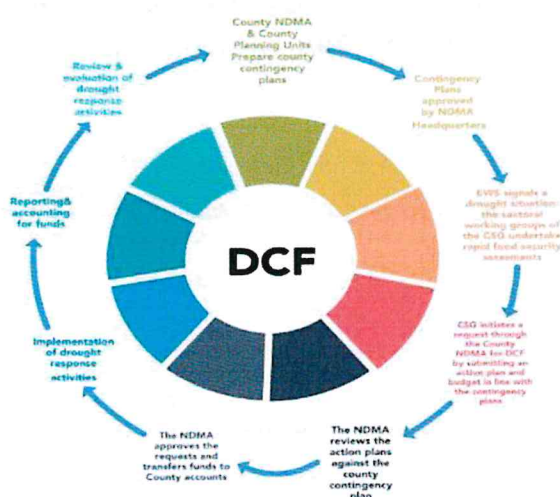 County NDMA
& County
Planning Units
Prepare county
contingency
plans
Contingency
Plans
approved
by NDMA
Headquarters
EWS signals a
drought situation:
the sectoral
working groups of
the CSG undertake
rapid food security
assessments
CSG initiates a
request through
the County
NDMA for DCF
by submitting an
action plan and
budget in line with
the contingency
plans
The NDMA
reviews the
action plans
against the
county
contingency
plan
The NDMA
approves the
requests and
transfers funds to
County accounts
Implementation
of drought
response
activities
Reporting&
accounting
for funds
Review &
evaluation of
drought
response
activities
DCF